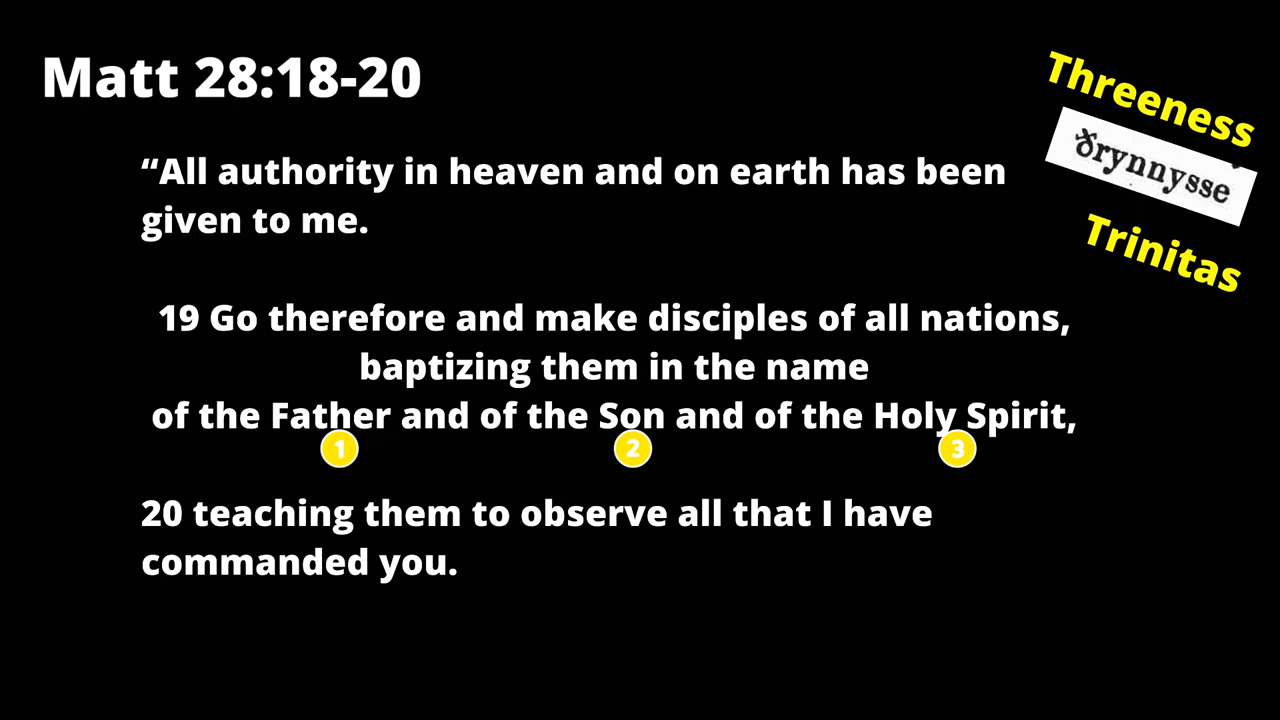 Matt 28:18-20
Threeness
ðrynnysse
Trinitas
“All authority in heaven and on earth has been
given to me.
19 Go therefore and make disciples of all nations,
baptizing them in the name
of the Father and of the Son and of the Holy Spirit,
1 2 3
20 teaching them to observe all that I have
commanded you.